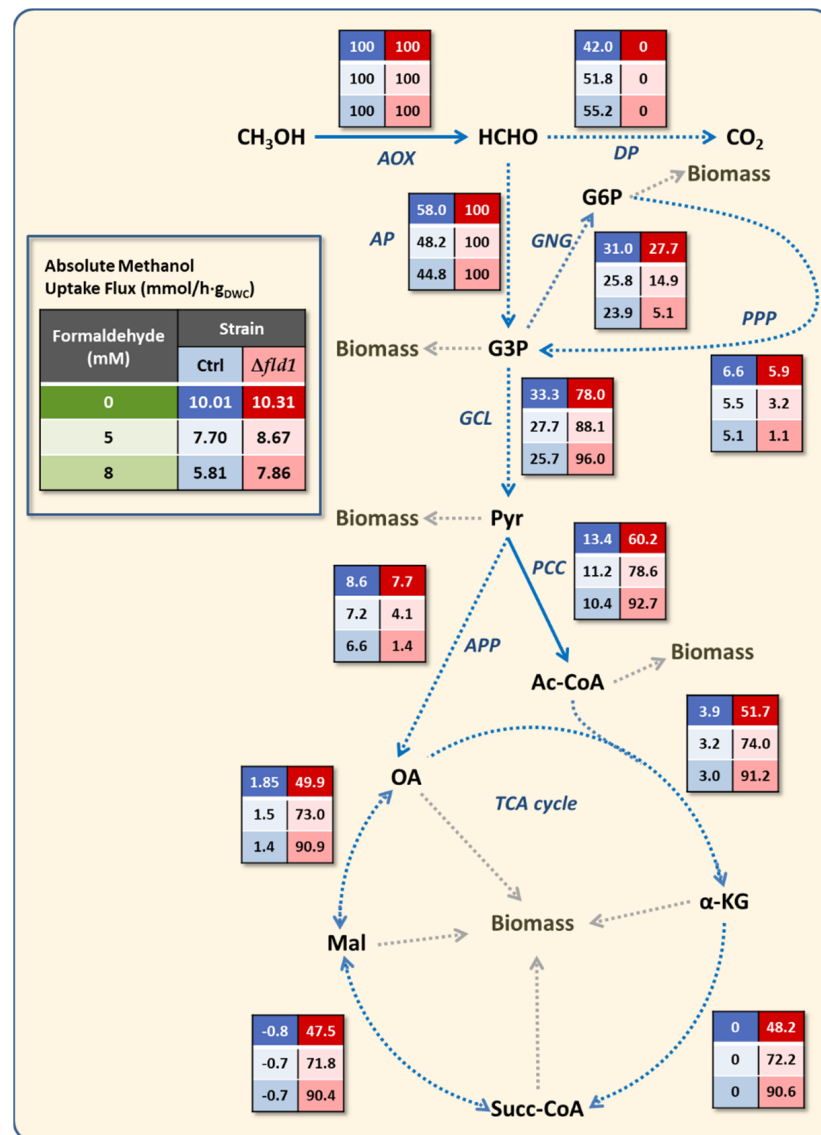 100 100
100 100
100 100
42.0 0
51.8 0
55.2 0
CH3OH
AOX
HCHO
DP
CO2
Biomass
G6P
58.0 100
48.2 100
44.8 100
AP
GNG
31.0 27.7
25.8 14.9
23.9 5.1
PPP
Absolute Methanol
Uptake Flux (mmol/h·gDWC)
Formaldehyde
(mM)
Strain
Ctrl Δfld1
0 10.01 10.31
5 7.70 8.67
8 5.81 7.86
Biomass
G3P
6.6 5.9
5.5 3.2
5.1 1.1
GCL
33.3 78.0
27.7 88.1
25.7 96.0
Biomass
Pyr
8.6 7.7
7.2 4.1
6.6 1.4
PCC
13.4 60.2
11.2 78.6
10.4 92.7
APP
Biomass
Ac-CoA
3.9 51.7
3.2 74.0
3.0 91.2
1.85 49.9
1.5 73.0
1.4 90.9
OA
TCA cycle
α-KG
Biomass
Mal
-0.8 47.5
-0.7 71.8
-0.7 90.4
0 48.2
0 72.2
0 90.6
Succ-CoA